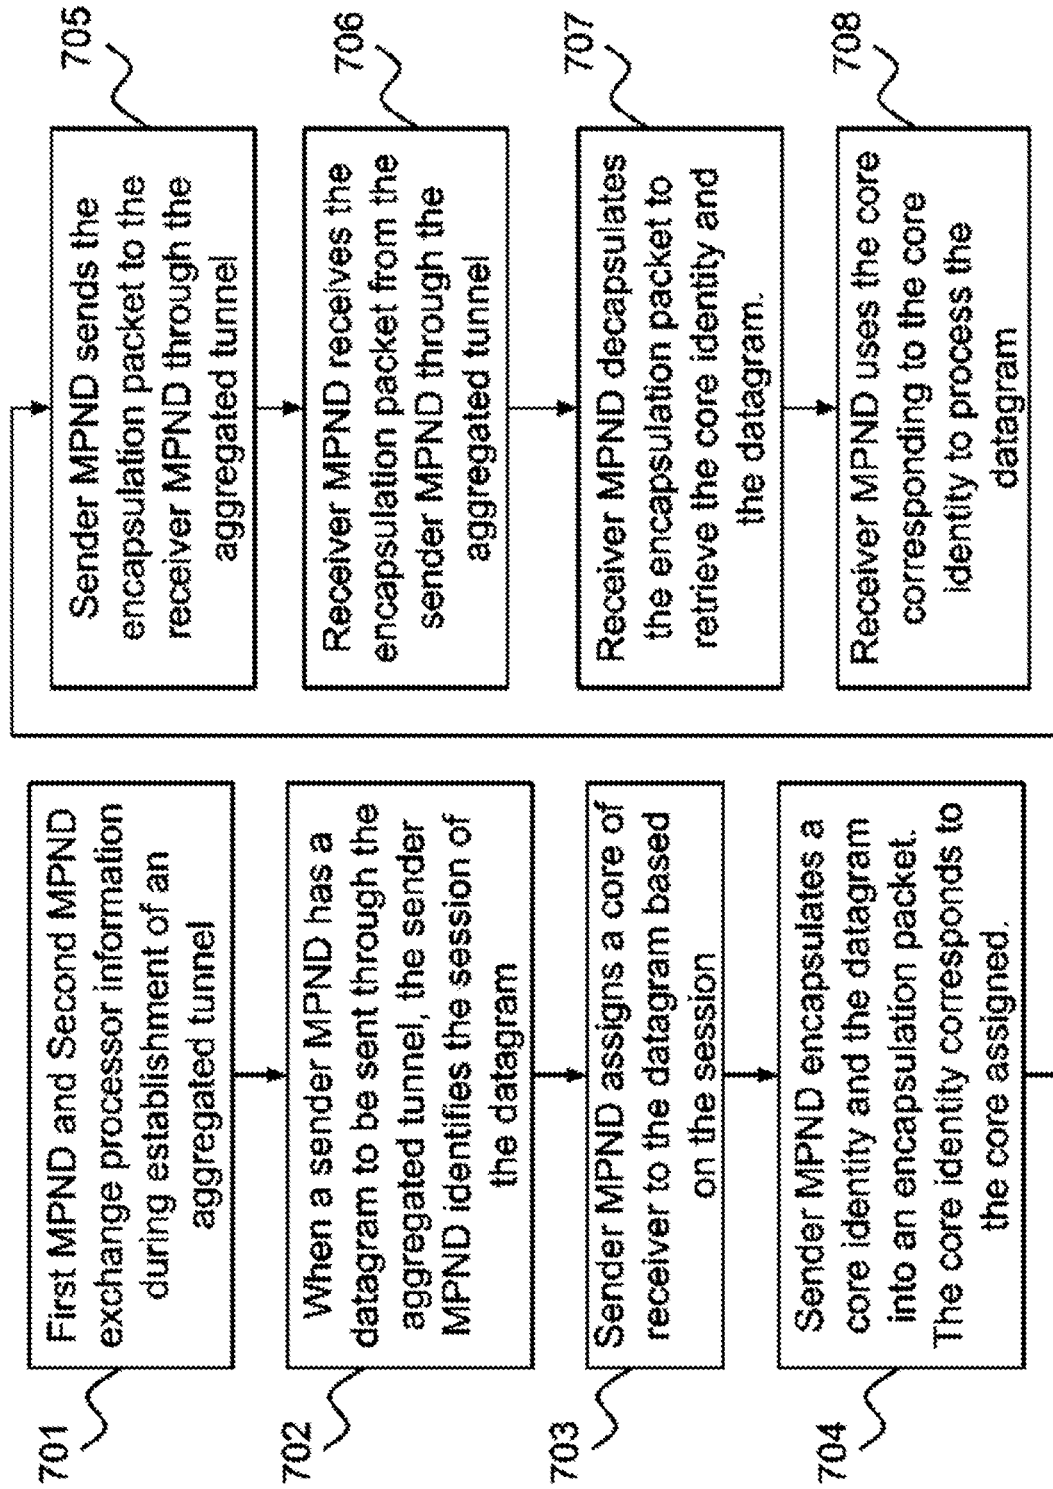 701
First MPND and Second MPND
exchange processor information
during establishment of an
aggregated tunnel
702
When a sender MPND has a
datagram to be sent through the
aggregated tunnel, the sender
MPND identifies the session of
the datagram
703
Sender MPND assigns a core of
receiver to the datagram based
on the session
704
Sender MPND encapsulates a
core identity and the datagram
into an encapsulation packet.
The core identity corresponds to
the core assigned.
705
Sender MPND sends the
encapsulation packet to the
receiver MPND through the
aggregated tunnel
706
Receiver MPND receives the
encapsulation packet from the
sender MPND through the
aggregated tunnel
707
Receiver MPND decapsulates
the encapsulation packet to
retrieve the core identity and
the datagram.
708
Receiver MPND uses the core
corresponding to the core
identity to process the
datagram